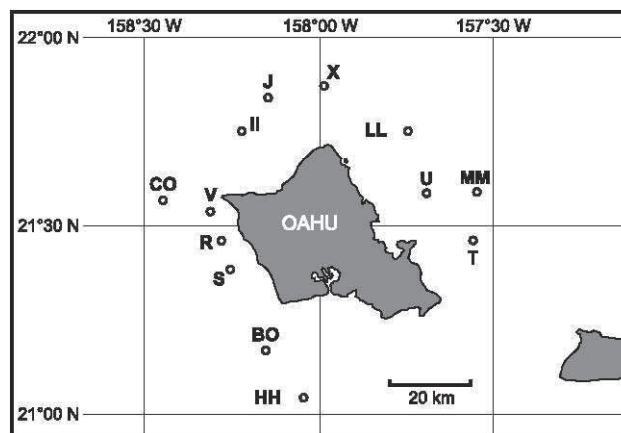 158°30' W 158°00' W 157°30' W
22°00 N
J X
II LL
CO V U MM
21°30 N
OAHU
R T
S
BO
20 km
HH
21°00 N